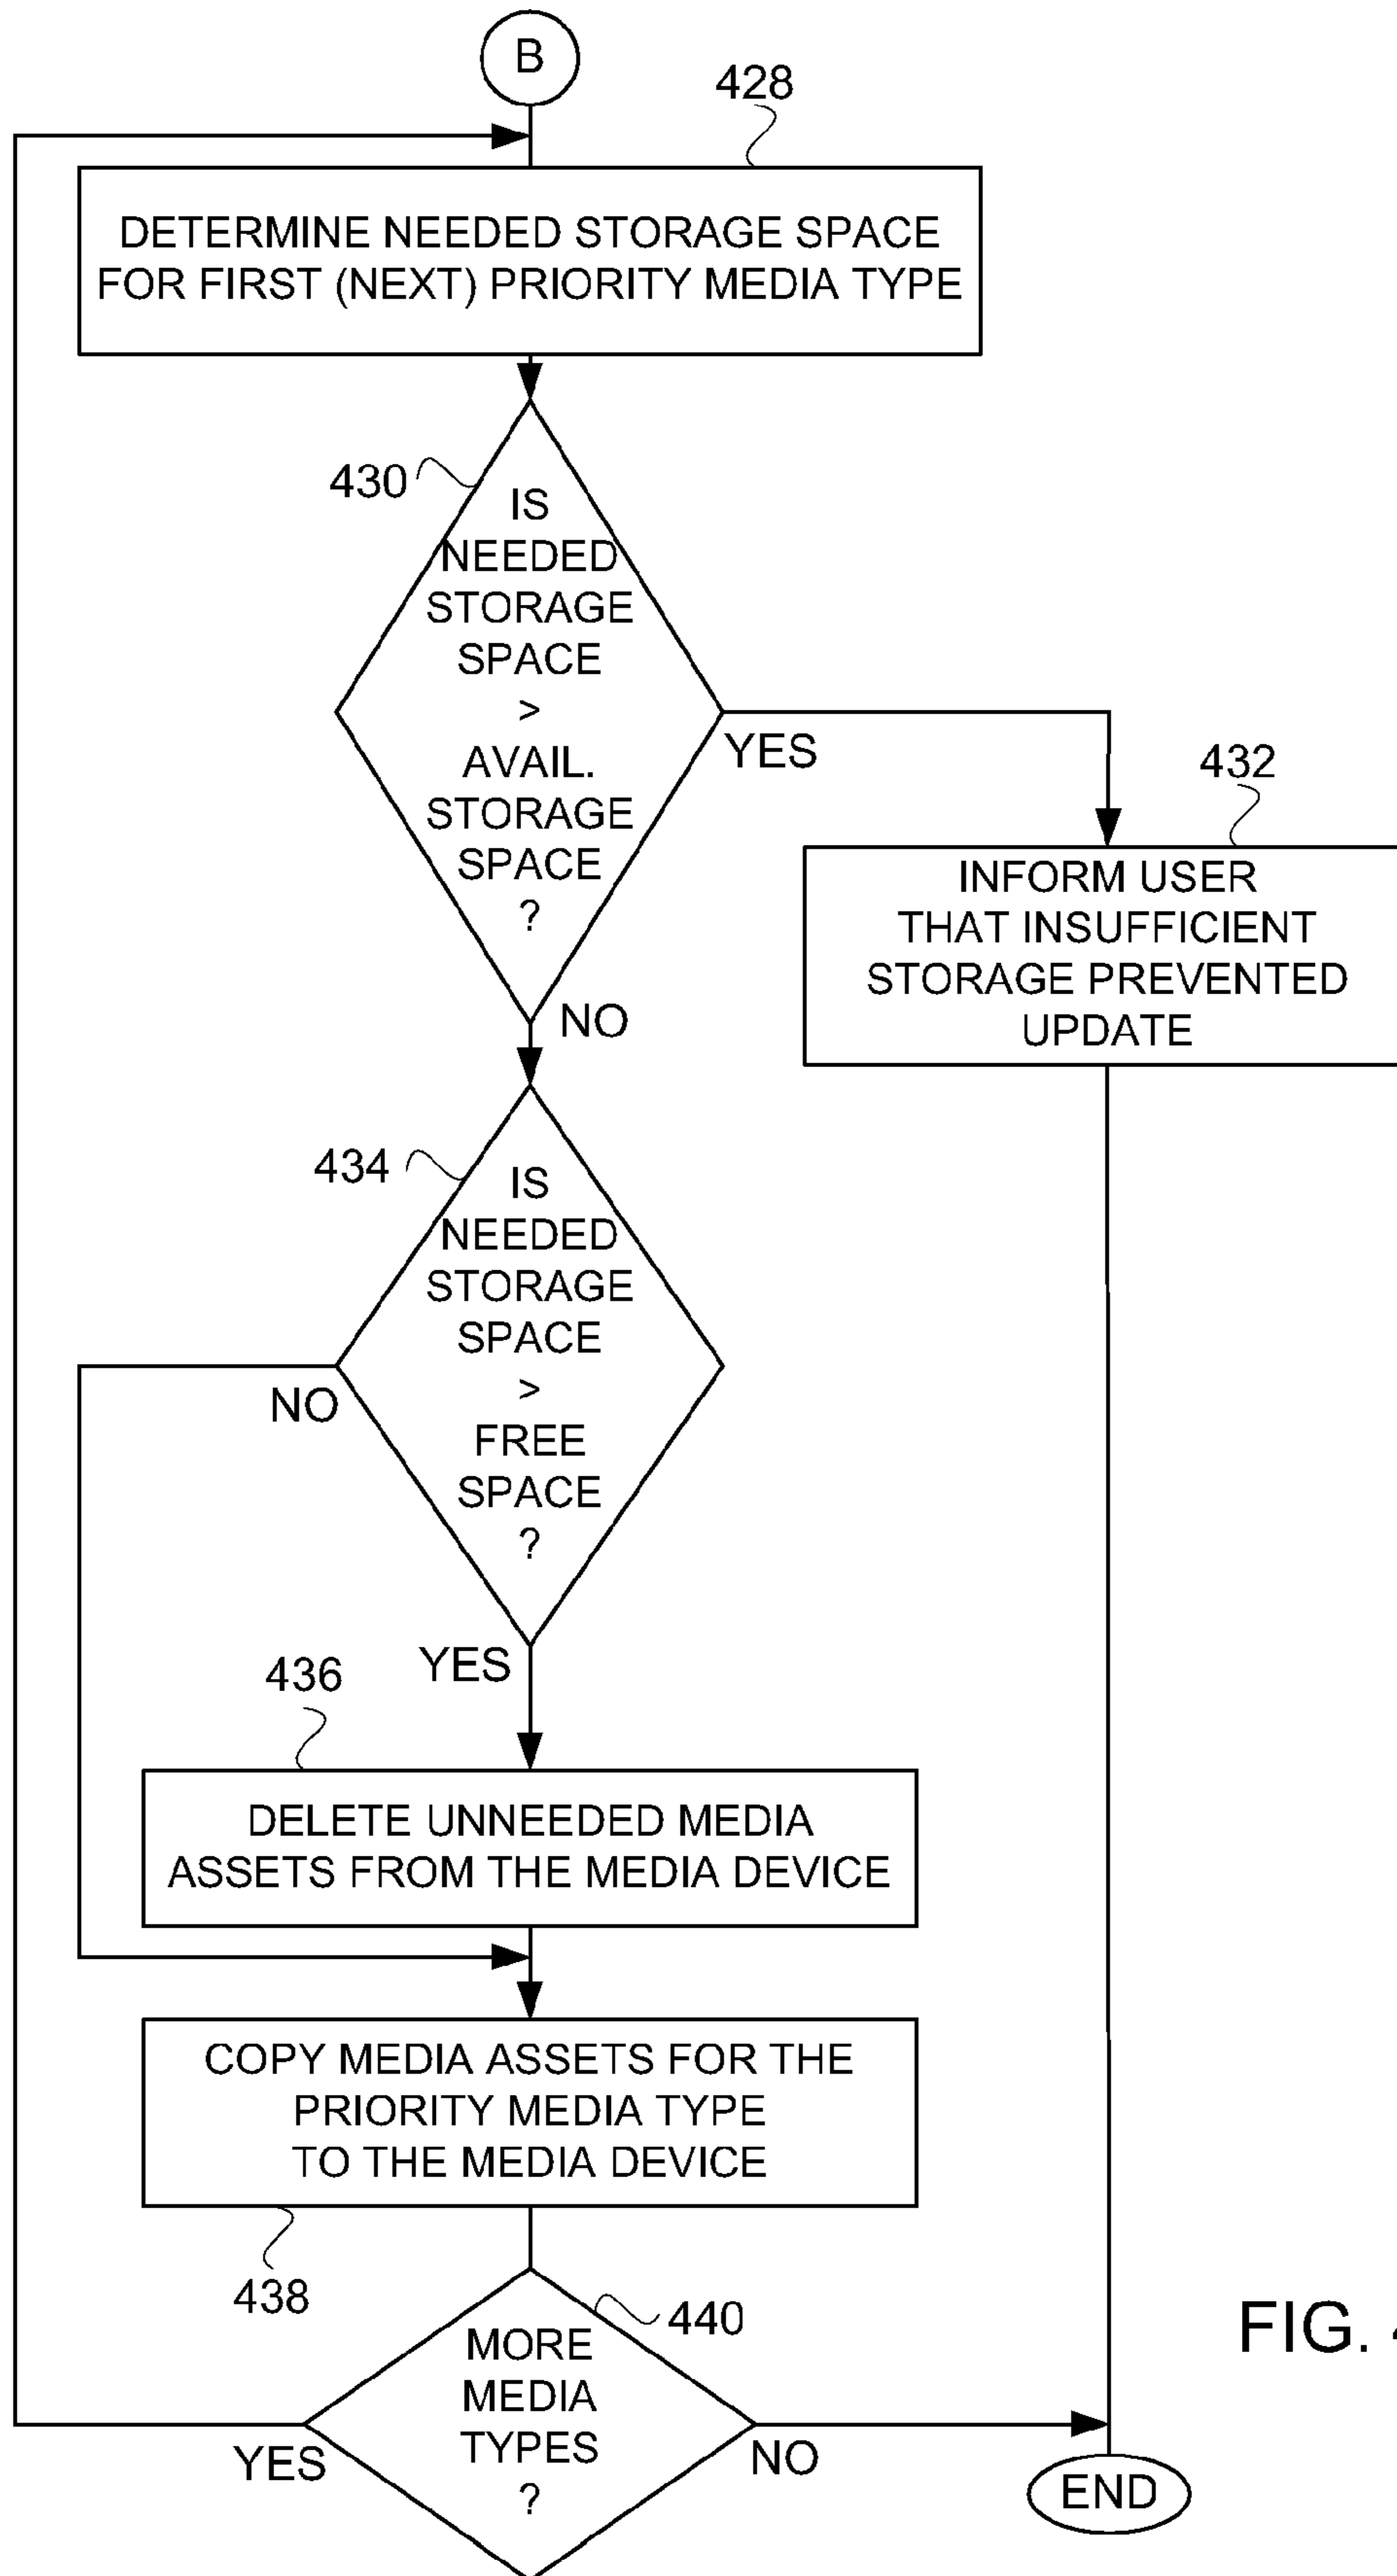 B
428
DETERMINE NEEDED STORAGE SPACE
FOR FIRST (NEXT) PRIORITY MEDIA TYPE
430
IS
NEEDED
STORAGE
SPACE
>
AVAIL.
STORAGE
SPACE
?
YES
NO
432
INFORM USER
THAT INSUFFICIENT
STORAGE PREVENTED
UPDATE
434
IS
NEEDED
STORAGE
SPACE
>
FREE
SPACE
?
NO
YES
436
DELETE UNNEEDED MEDIA
ASSETS FROM THE MEDIA DEVICE
COPY MEDIA ASSETS FOR THE
PRIORITY MEDIA TYPE
TO THE MEDIA DEVICE
438
440
MORE
MEDIA
TYPES
?
YES
NO
END
FIG.